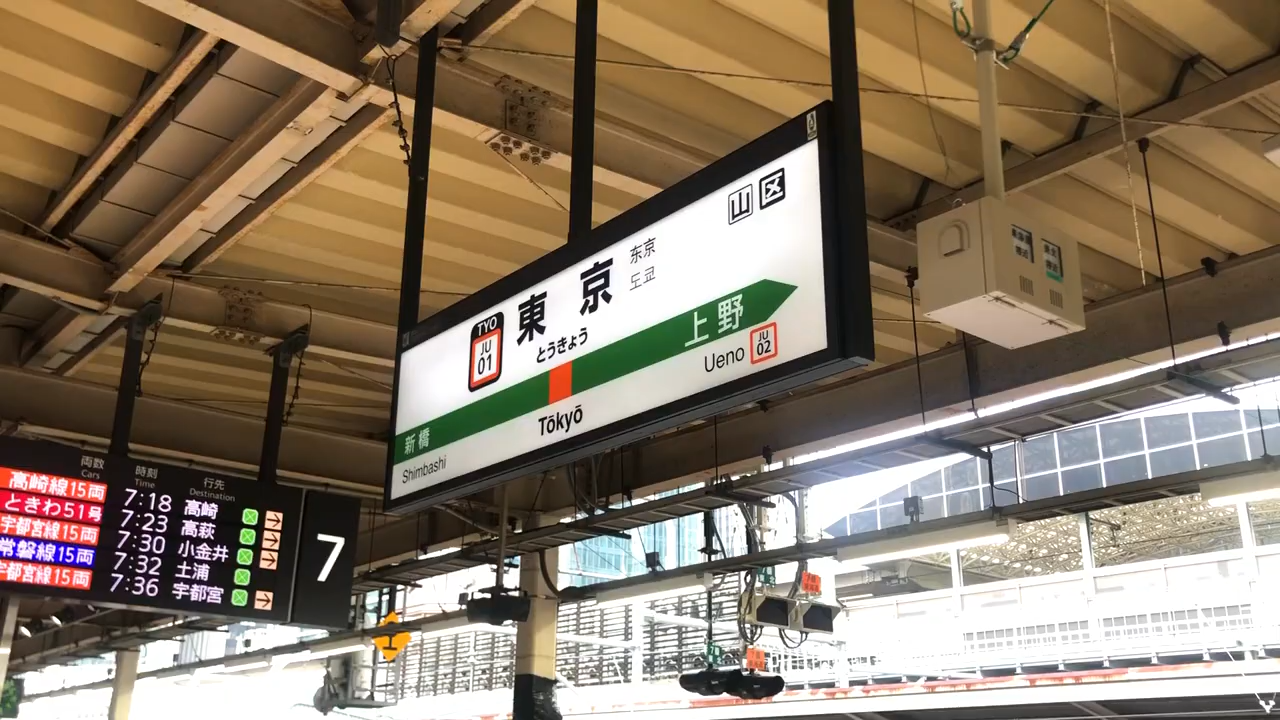 山 区
東京
东京
도쿄
TYO
JU
01
とうきょう
上野
新橋
Tōkyō
Ueno
JU
02
Shimbashi
両数 時刻 行先
Cars Time Destination
高崎線15両 7:18 高崎
ときわ51号 7:23 高萩
宇都宮線15両 7:30 小金井
常磐線15両 7:32 土浦
宇都宮線15両 7:36 宇都宮
7